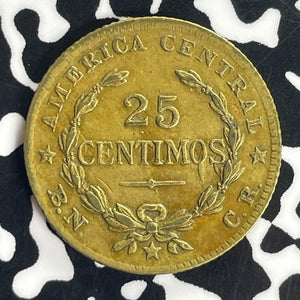 AMERICA CENTRAL
25
CENTIMOS
B.N. C.R.